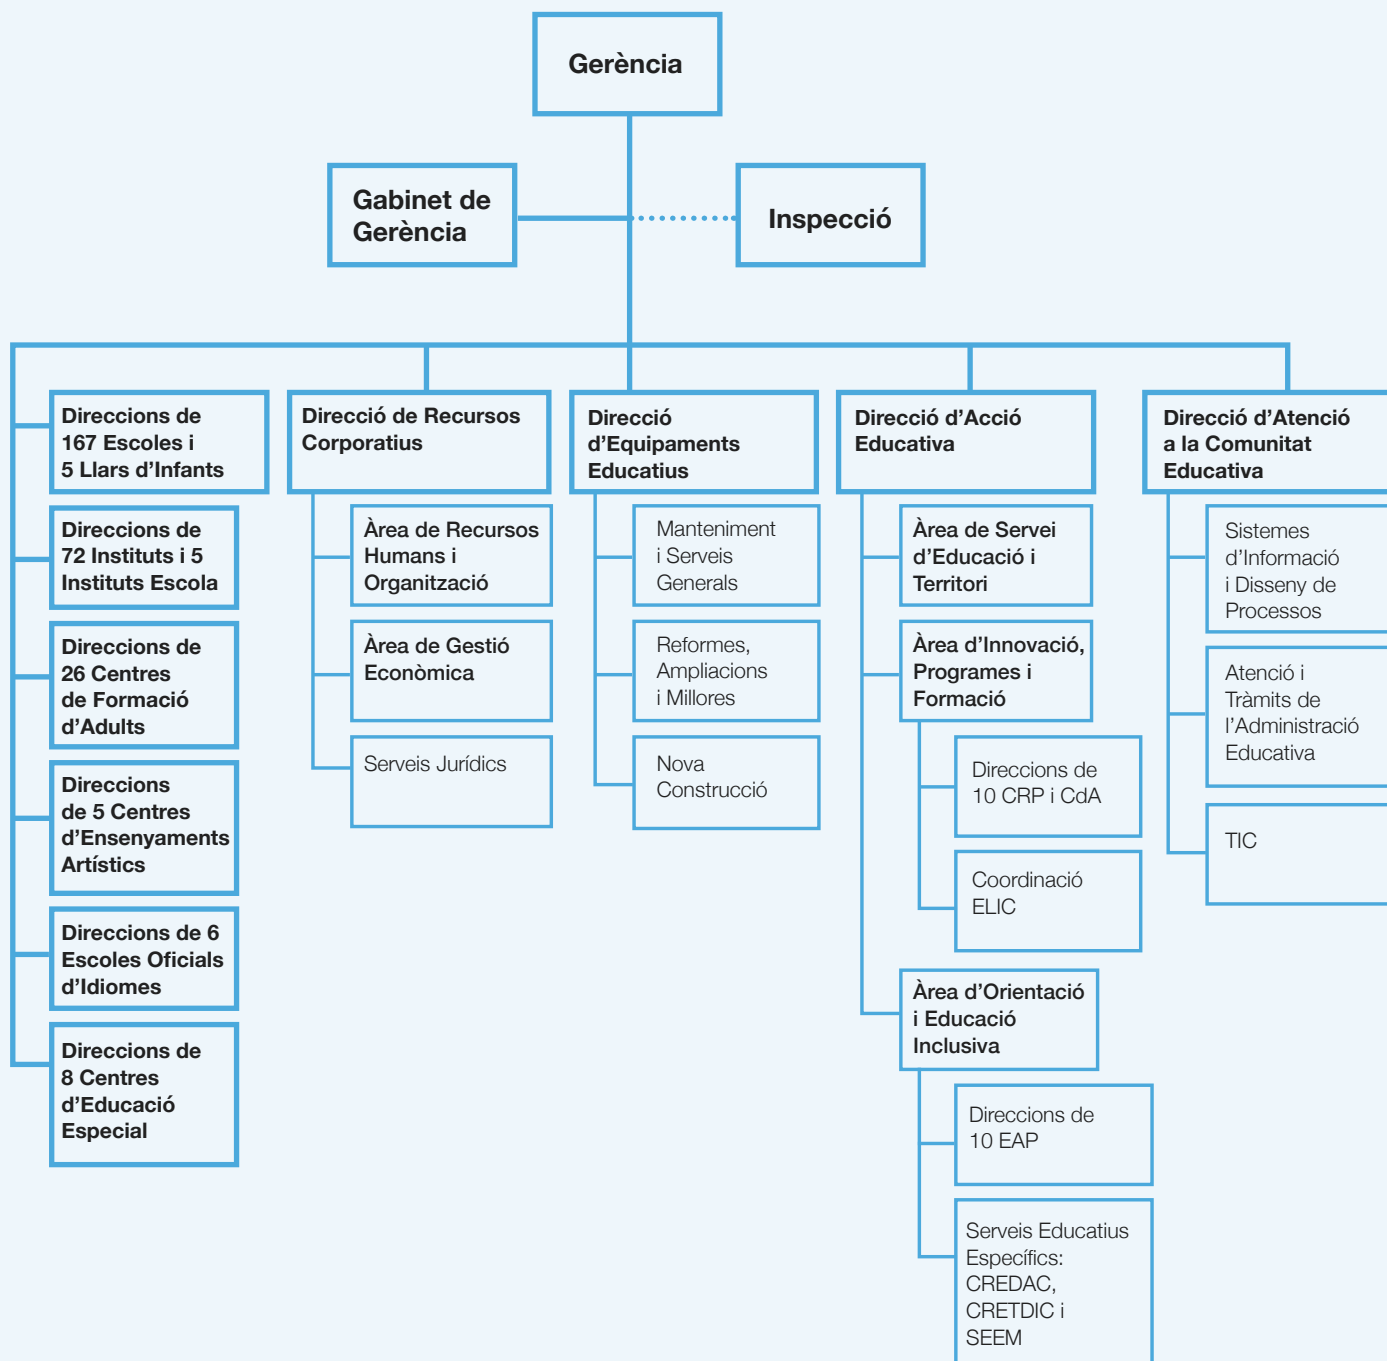 Gerència
Gabinet de
Gerència
Inspecció
Direccions de
167 Escoles i
5 Llars d’Infants
Direccions de
72 Instituts i 5
Instituts Escola
Direccions de
26 Centres
de Formació
d’Adults
Direccions
de 5 Centres
d’Ensenyaments
Artístics
Direccions de 6
Escoles Oficials
d’Idiomes
Direccions de
8 Centres
d’Educació
Especial
Direcció de Recursos
Corporatius
Àrea de Recursos
Humans i
Organització
Àrea de Gestió
Econòmica
Serveis Jurídics
Direcció
d’Equipaments
Educatius
Manteniment
i Serveis
Generals
Reformes,
Ampliacions
i Millores
Nova
Construcció
Direcció d’Acció
Educativa
Àrea de Servei
d’Educació i
Territori
Àrea d’Innovació,
Programes i
Formació
Direccions de
10 CRP i CdA
Coordinació
ELIC
Àrea d’Orientació
i Educació
Inclusiva
Direccions de
10 EAP
Serveis Educatius
Específics:
CREDAC,
CRETDIC i
SEEM
Direcció d’Atenció
a la Comunitat
Educativa
Sistemes
d’Informació
i Disseny de
Processos
Atenció i
Tràmits de
l’Administració
Educativa
TIC